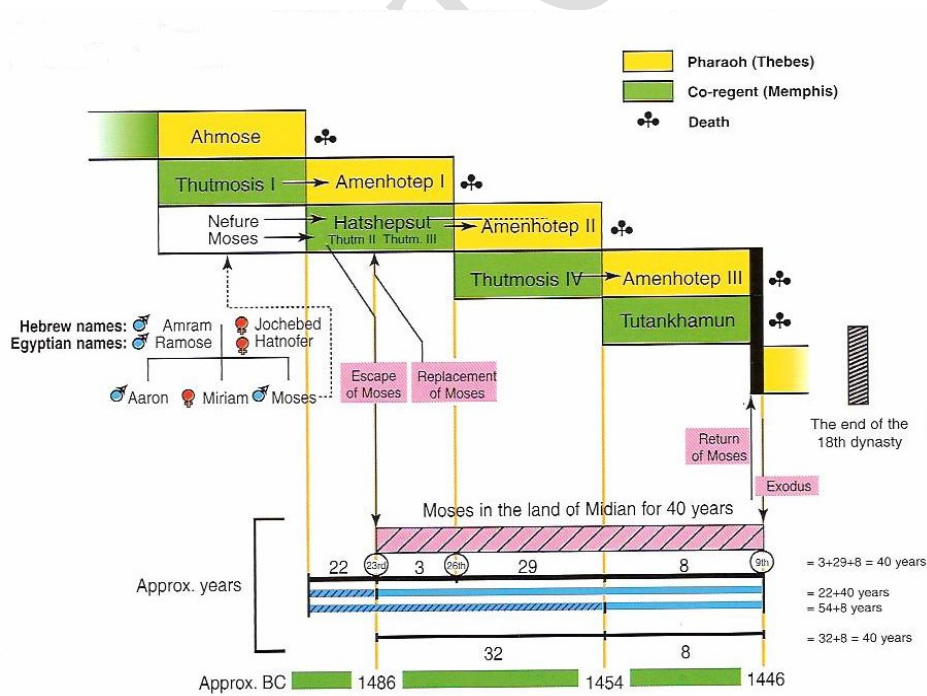 Pharaoh (Thebes)
Co-regent (Memphis)
Death
Ahmose
Thutmosis I
Amenhotep I
Nefure
Moses
Hatshepsut
Thutm II Thutm. III
Amenhotep II
Thutmosis IV
Amenhotep III
Tutankhamun
Hebrew names: Amram Jochebed
Egyptian names: Ramose Hatnofer
Aaron Miriam Moses
Escape
of Moses
Replacement
of Moses
The end of the
18th dynasty
Return
of Moses
Exodus
Moses in the land of Midian for 40 years
22 23rd 3 26th 29 8 9th = 3+29+8 = 40 years
Approx. years
= 22+40 years
= 54+8 years
= 32+8 = 40 years
32 8
Approx. BC 1486 1454 1446